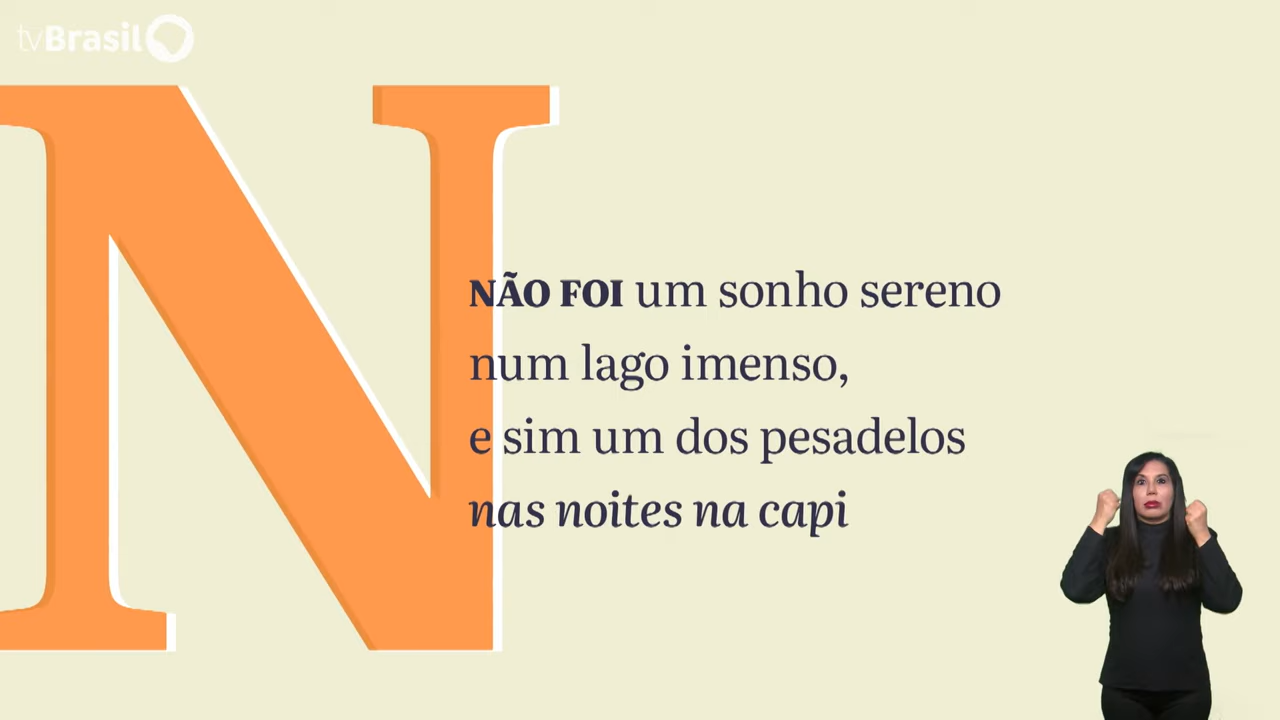 tvBrasil
N
NÃO FOI um sonho sereno
num lago imenso,
e sim um dos pesadelos
nas noites na capi